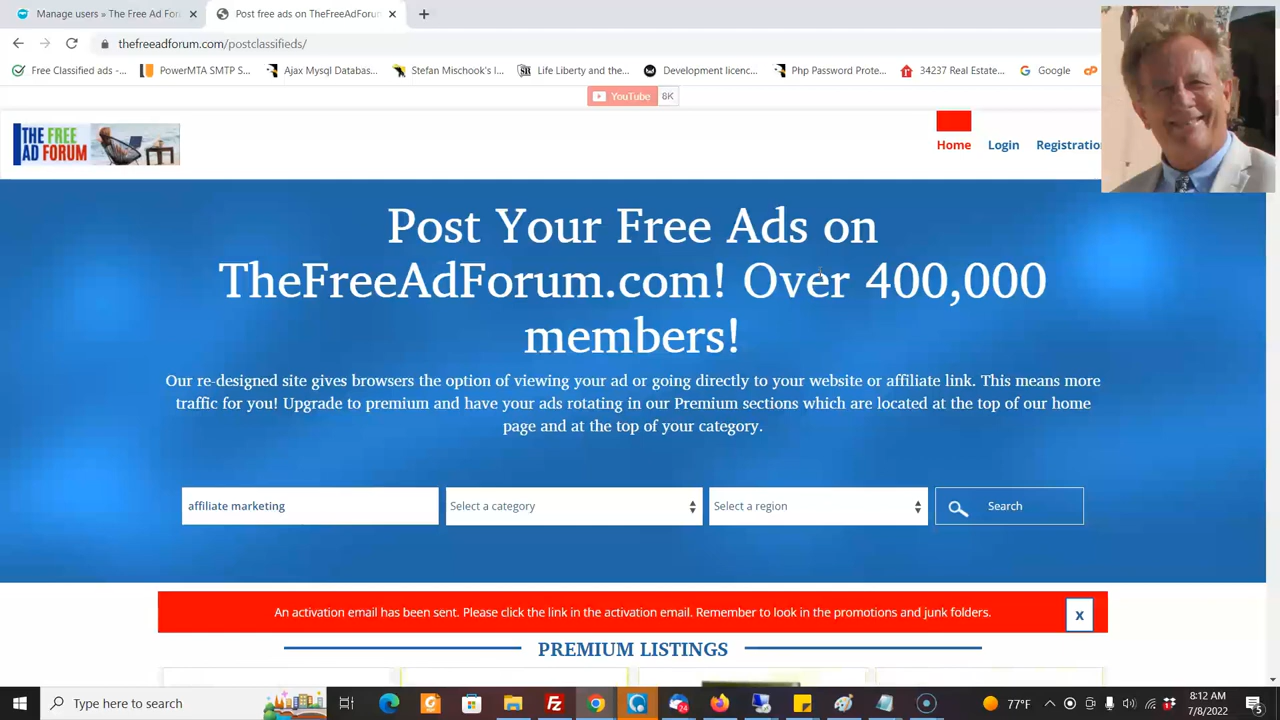 Manage users » The Free Ad For
Post free ads on TheFreeAdForum
thefreeadforum.com/postclassifieds/
Free Classified ads -...
PowerMTA SMTP S...
Ajax Mysql Databas...
Stefan Mischook's I...
Life Liberty and the...
Development licenc...
Php Password Prote...
34237 Real Estate...
Google
YouTube 8K
THE FREE
AD FORUM
Home Login Registratio
Post Your Free Ads on
TheFreeAdForum.com! Over 400,000
members!
Our re-designed site gives browsers the option of viewing your ad or going directly to your website or affiliate link. This means more
traffic for you! Upgrade to premium and have your ads rotating in our Premium sections which are located at the top of our home
page and at the top of your category.
affiliate marketing Select a category Select a region Search
An activation email has been sent. Please click the link in the activation email. Remember to look in the promotions and junk folders. x
PREMIUM LISTINGS
Type here to search
77°F
8:12 AM
7/8/2022